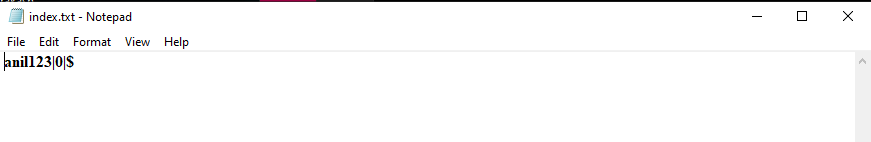 index.txt - Notepad
File Edit Format View Help
anil123|0|$